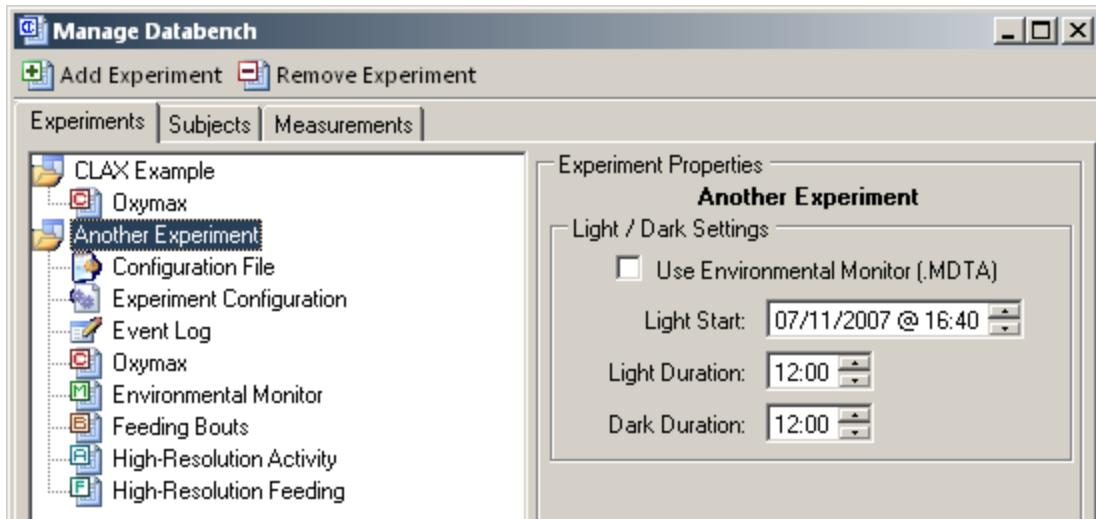 Manage Databench
Add Experiment Remove Experiment
Experiments Subjects Measurements
CLAX Example
Oxymax
Another Experiment
Configuration File
Experiment Configuration
Event Log
Oxymax
Environmental Monitor
Feeding Bouts
High-Resolution Activity
High-Resolution Feeding
Experiment Properties
Another Experiment
Light / Dark Settings
Use Environmental Monitor (.MDTA)
Light Start: 07/11/2007 @ 16:40
Light Duration: 12:00
Dark Duration: 12:00